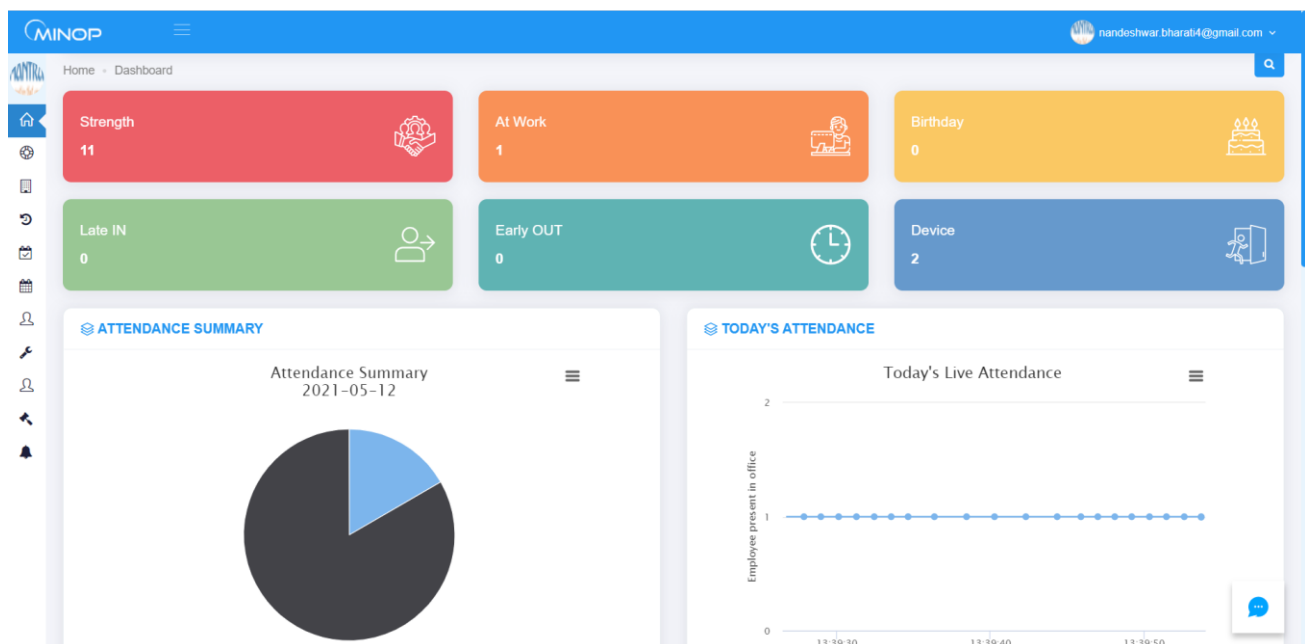 MINOP
nandeshwar.bharati4@gmail.com
MANTRA
Home
Dashboard
Strength
11
At Work
1
Birthday
0
Late IN
0
Early OUT
0
Device
2
ATTENDANCE SUMMARY
Attendance Summary
2021-05-12
TODAY'S ATTENDANCE
Today's Live Attendance
2
Employee present in office
1
0
13:39:30
13:39:40
13:39:50